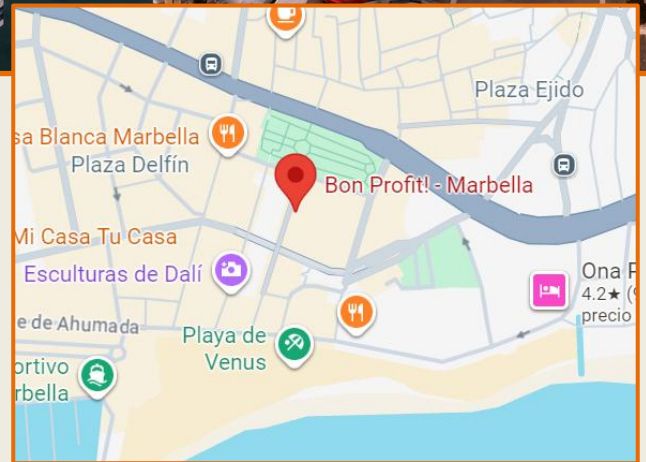 Plaza Ejido
sa Blanca Marbella
Plaza Delfín
Bon Profit! - Marbella
Mi Casa Tu Casa
Esculturas de Dalí
Ona P
4.2★ (
precio
e de Ahumada
Playa de
Venus
ortivo
rbella